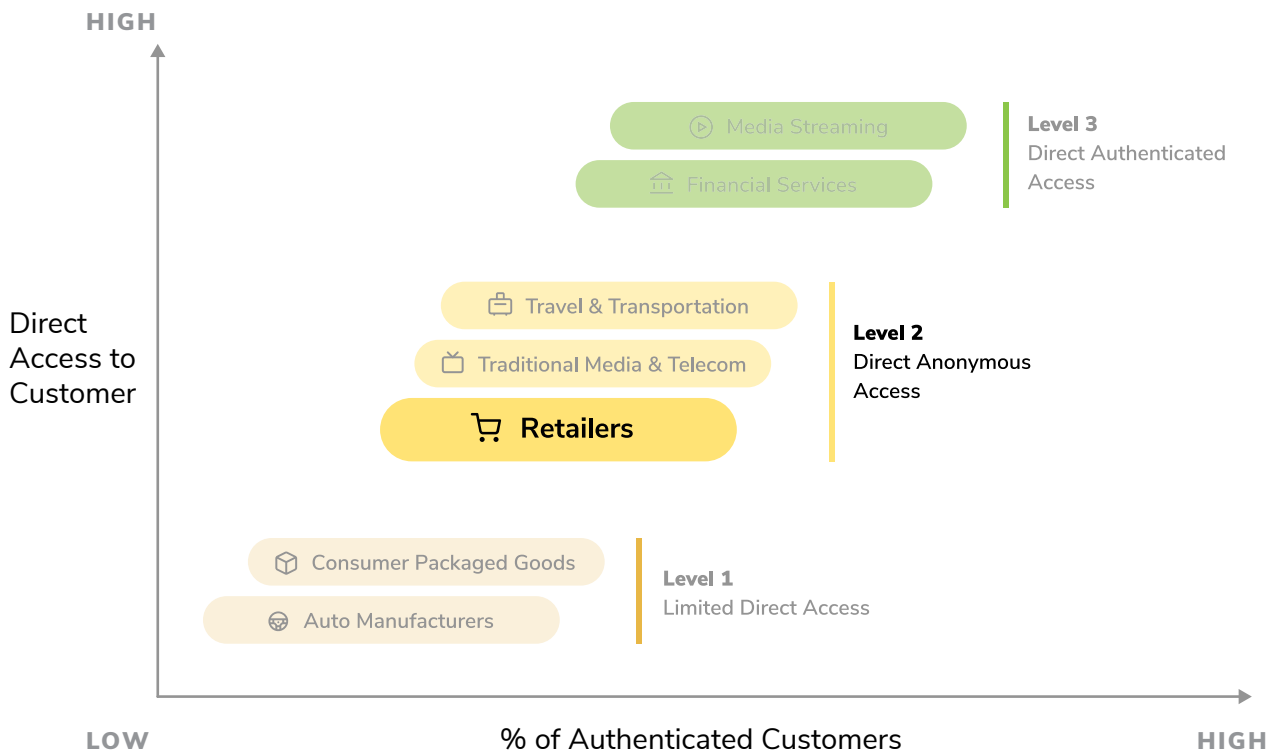 HIGH
Media Streaming
Financial Services
Level 3
Direct Authenticated
Access
Direct
Access to
Customer
Travel & Transportation
Traditional Media & Telecom
Retailers
Level 2
Direct Anonymous
Access
Consumer Packaged Goods
Auto Manufacturers
Level 1
Limited Direct Access
LOW
% of Authenticated Customers
HIGH